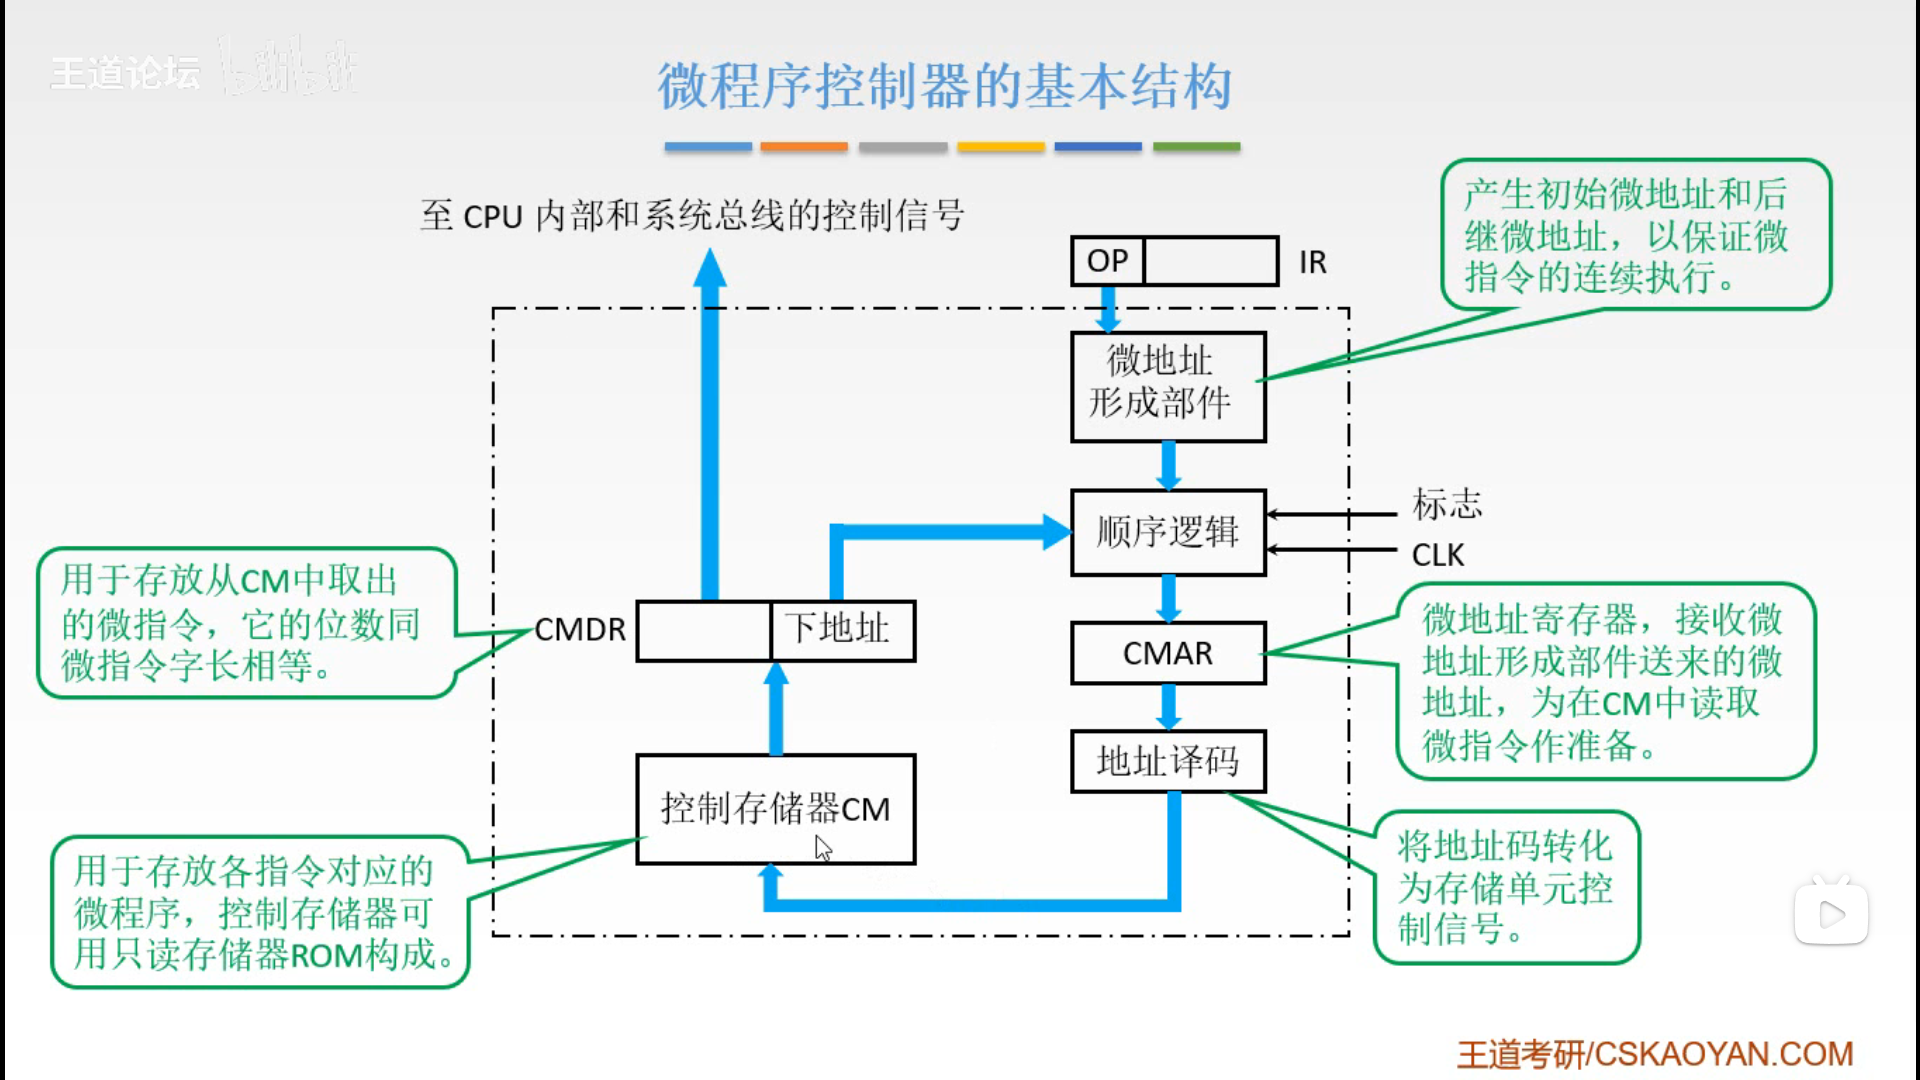 王道论坛 bilibili
微程序控制器的基本结构
至 CPU 内部和系统总线的控制信号
OP
IR
产生初始微地址和后
继微地址，以保证微
指令的连续执行。
微地址
形成部件
顺序逻辑
标志
CLK
用于存放从CM中取出
的微指令，它的位数同
微指令字长相等。
CMDR
下地址
CMAR
微地址寄存器，接收微
地址形成部件送来的微
地址，为在CM中读取
微指令作准备。
地址译码
控制存储器CM
用于存放各指令对应的
微程序，控制存储器可
用只读存储器ROM构成。
将地址码转化
为存储单元控
制信号。
王道考研/CSKAOYAN.COM